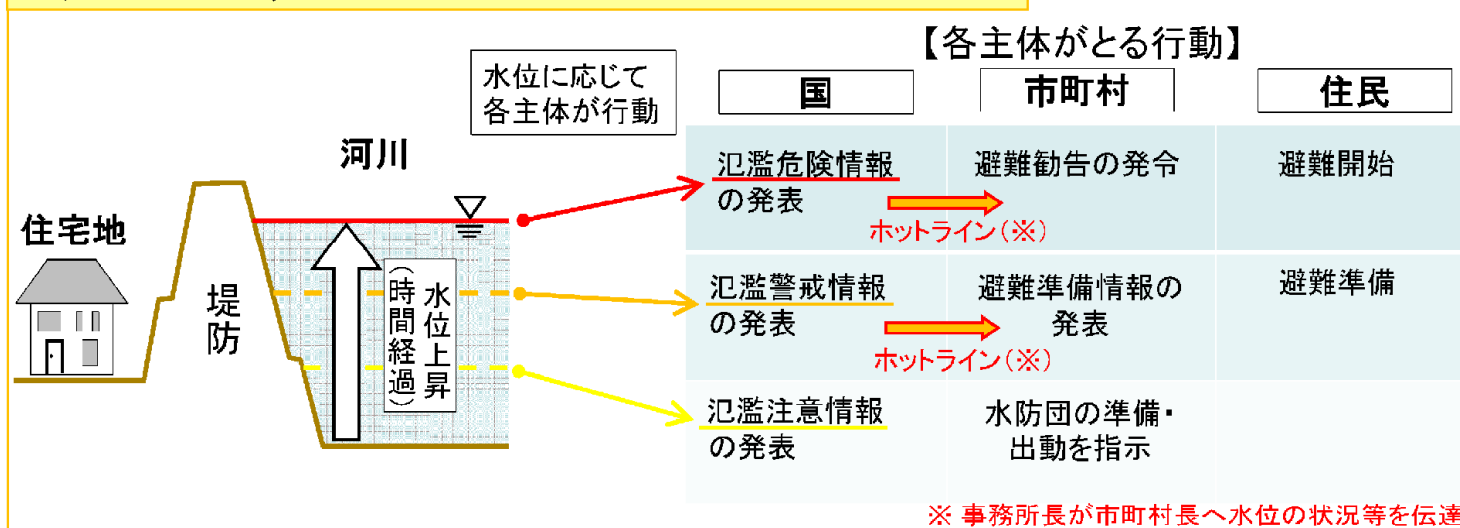 【各主体がとる行動】
水位に応じて
各主体が行動
国
市町村
住民
河川
住宅地
堤防
水位上昇
（時間経過）
氾濫危険情報
の発表
ホットライン（※）
避難勧告の発令
避難開始
氾濫警戒情報
の発表
ホットライン（※）
避難準備情報の
発表
避難準備
氾濫注意情報
の発表
水防団の準備・
出動を指示
※ 事務所長が市町村長へ水位の状況等を伝達